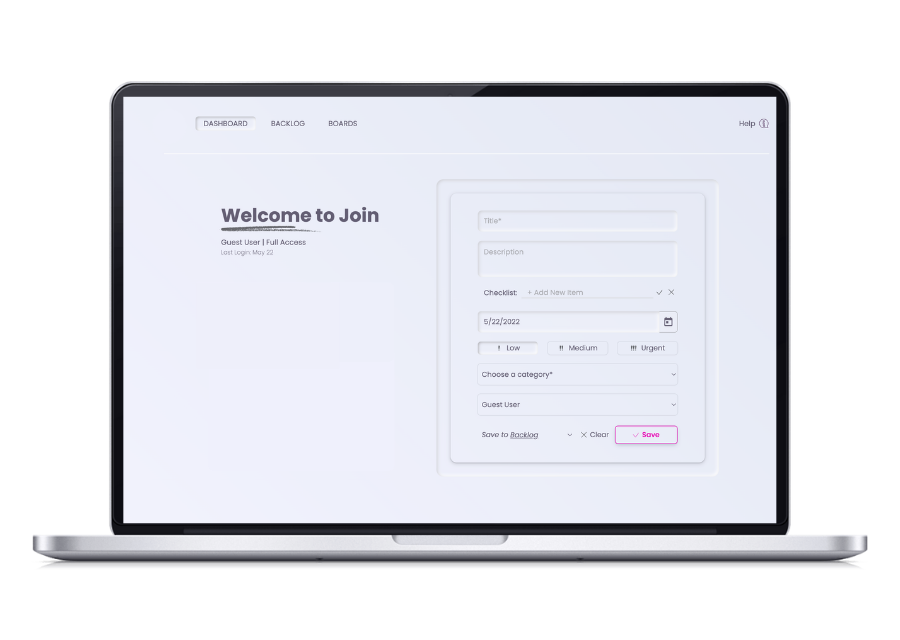 DASHBOARD BACKLOG BOARDS Help
Welcome to Join
Guest User | Full Access
Last Login: May 22
Title*
Description
Checklist: + Add New Item
5/22/2022
! Low !! Medium !!! Urgent
Choose a category*
Guest User
Save to Backlog Clear Save